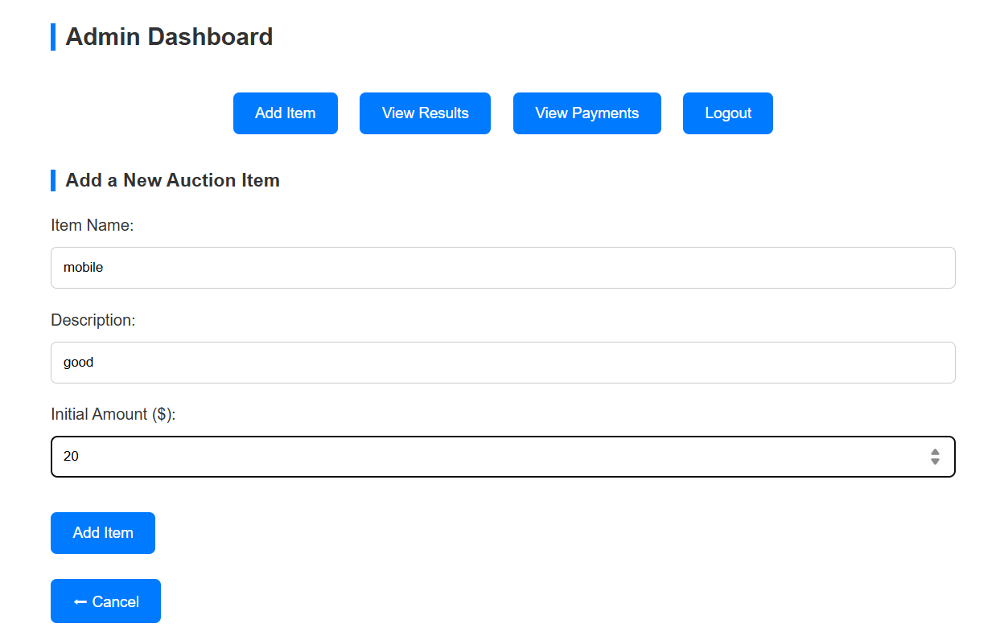 Admin Dashboard
Add Item View Results View Payments Logout
Add a New Auction Item
Item Name:
mobile
Description:
good
Initial Amount ($):
20
Add Item
← Cancel